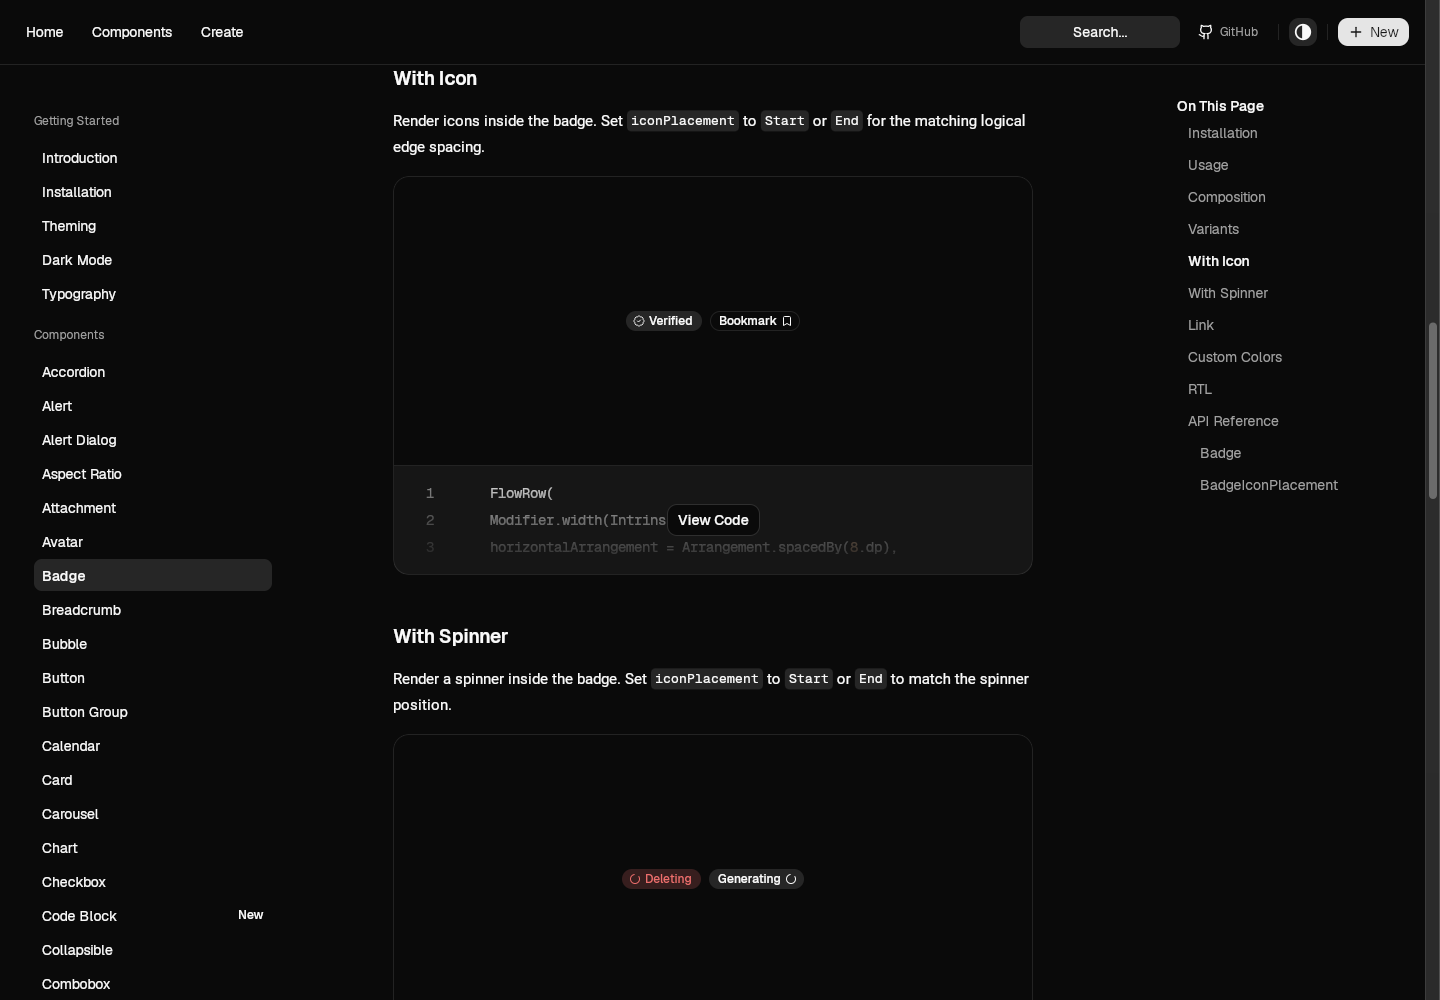 Home
Components
Create
Search...
GitHub
New
Getting Started
Introduction
Installation
Theming
Dark Mode
Typography
Components
Accordion
Alert
Alert Dialog
Aspect Ratio
Attachment
Avatar
Badge
Breadcrumb
Bubble
Button
Button Group
Calendar
Card
Carousel
Chart
Checkbox
Code Block New
Collapsible
Combobox
With Icon
Render icons inside the badge. Set iconPlacement to Start or End for the matching logical
edge spacing.
Verified
Bookmark
1 FlowRow(
2 Modifier.width(Intrins
View Code
3 horizontalArrangement = Arrangement.spacedBy(8.dp),
With Spinner
Render a spinner inside the badge. Set iconPlacement to Start or End to match the spinner
position.
Deleting
Generating
On This Page
Installation
Usage
Composition
Variants
With Icon
With Spinner
Link
Custom Colors
RTL
API Reference
Badge
BadgeIconPlacement